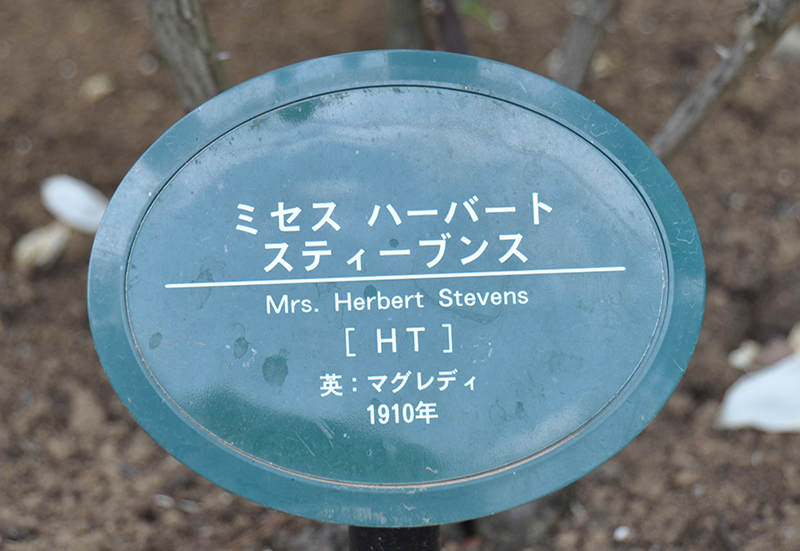 ミセス ハーバート
スティーブンス
Mrs. Herbert Stevens
[ HT ]
英：マグレディ
1910年